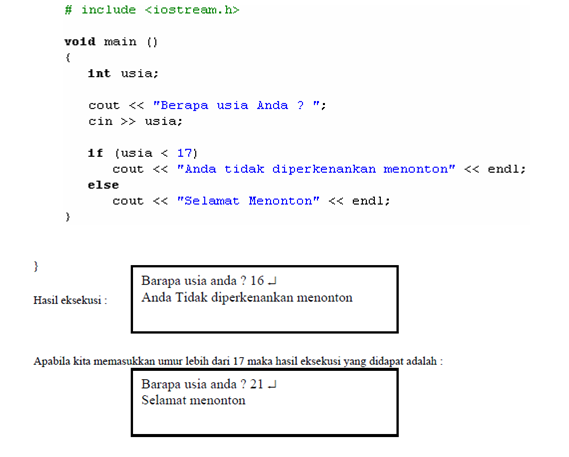 # include <iostream.h>
void main ()
{
int usia;
cout << "Berapa usia Anda ? ";
cin >> usia;
if (usia < 17)
cout << "Anda tidak diperkenankan menonton" << endl;
else
cout << "Selamat Menonton" << endl;
}
}
Hasil eksekusi :
Barapa usia anda ? 16 ↵
Anda Tidak diperkenankan menonton
Apabila kita memasukkan umur lebih dari 17 maka hasil eksekusi yang didapat adalah :
Barapa usia anda ? 21 ↵
Selamat menonton